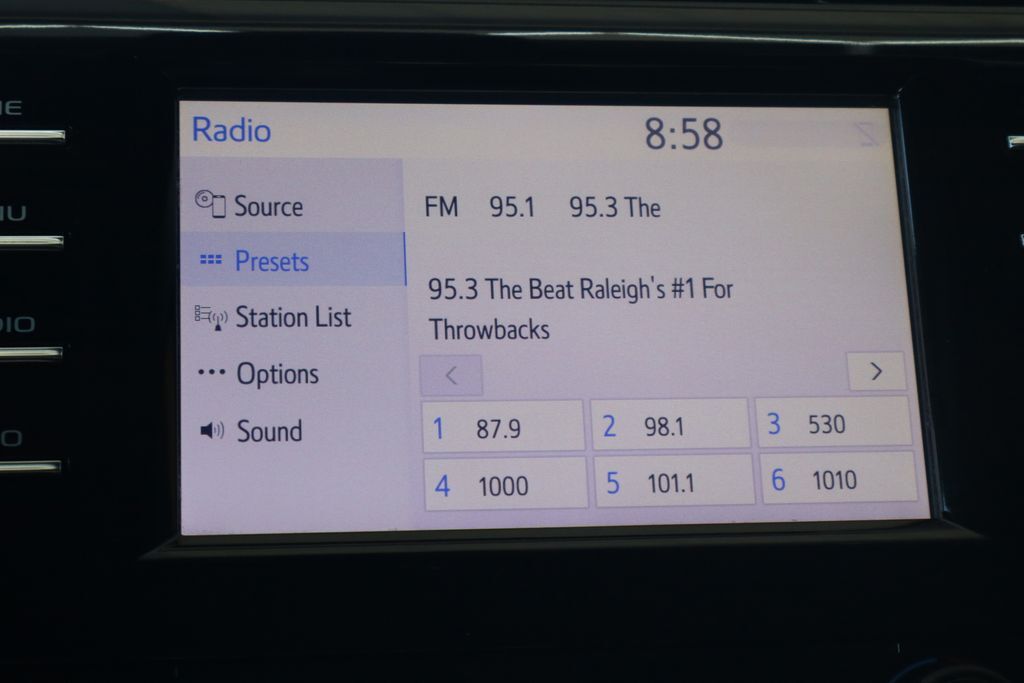 Radio 8:58
Source
Presets
Station List
Options
Sound
FM 95.1 95.3 The
95.3 The Beat Raleigh's #1 For
Throwbacks
< >
1 87.9 2 98.1 3 530
4 1000 5 101.1 6 1010